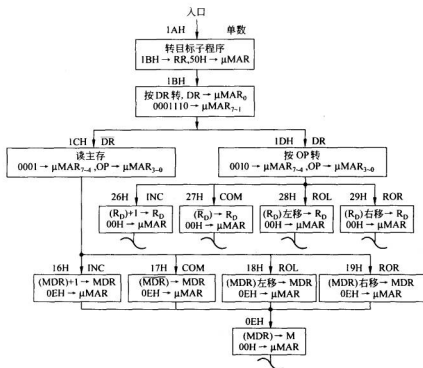 入口
1AH 单数
转目标子程序
1BH → RR,50H → μMAR
1BH
按DR转, DR → μMAR₀
0001110 → μMAR₇₋₁
1CH D̅R̅ 1DH DR
读主存
0001 → μMAR₇₋₄,OP → μMAR₃₋₀
按OP转
0010 → μMAR₇₋₄,OP → μMAR₃₋₀
26H INC 27H COM 28H ROL 29H ROR
(R_D)+1 → R_D
00H → μMAR
(R̅_D) → R_D
00H → μMAR
(R_D)左移 → R_D
00H → μMAR
(R_D)右移 → R_D
00H → μMAR
16H INC 17H COM 18H ROL 19H ROR
(MDR)+1 → MDR
0EH → μMAR
(M̅D̅R̅) → MDR
0EH → μMAR
(MDR)左移 → MDR
0EH → μMAR
(MDR)右移 → MDR
0EH → μMAR
0EH
(MDR) → M
00H → μMAR